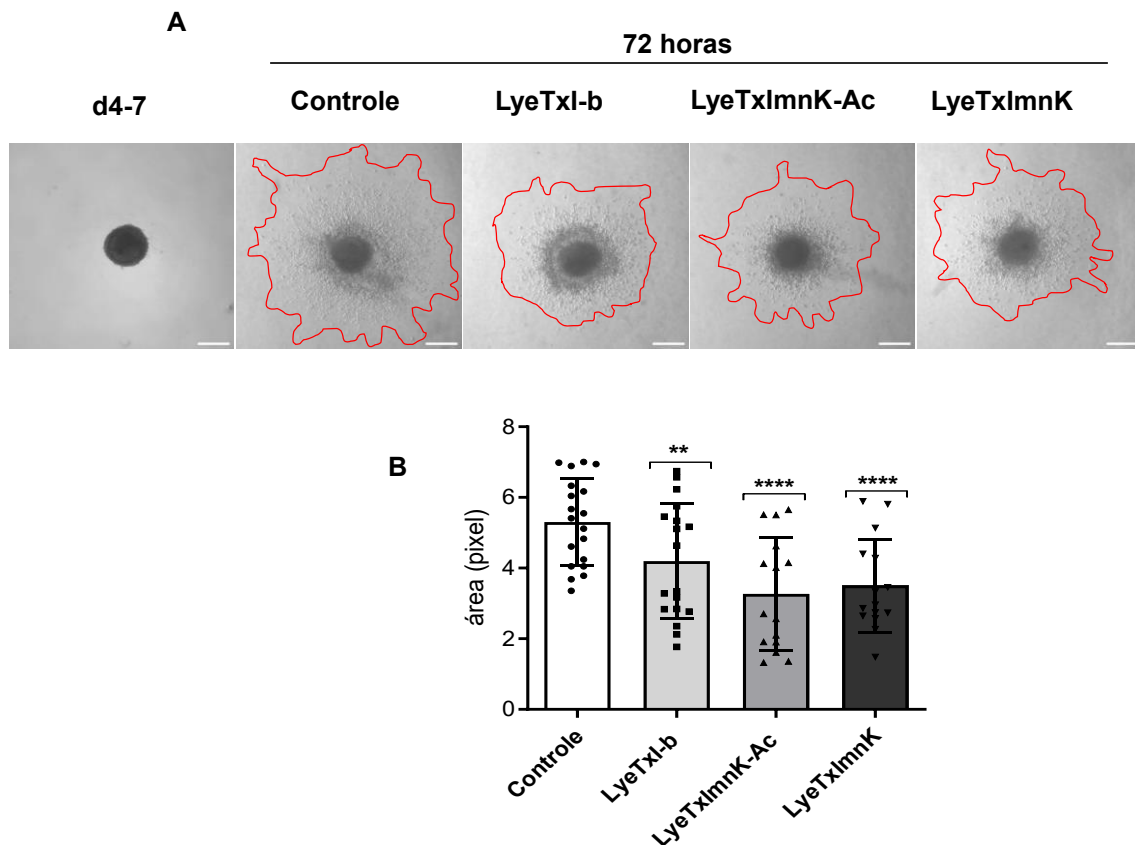 A
72 horas
d4-7
Controle
LyeTxI-b
LyeTxImnK-Ac
LyeTxImnK
B
área (pixel)
8
6
4
2
0
**
****
****
Controle
LyeTxI-b
LyeTxImnK-Ac
LyeTxImnK